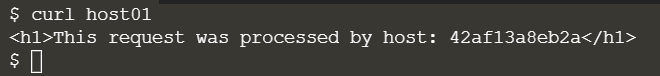 $ curl host01
<h1>This request was processed by host: 42af13a8eb2a</h1>
$